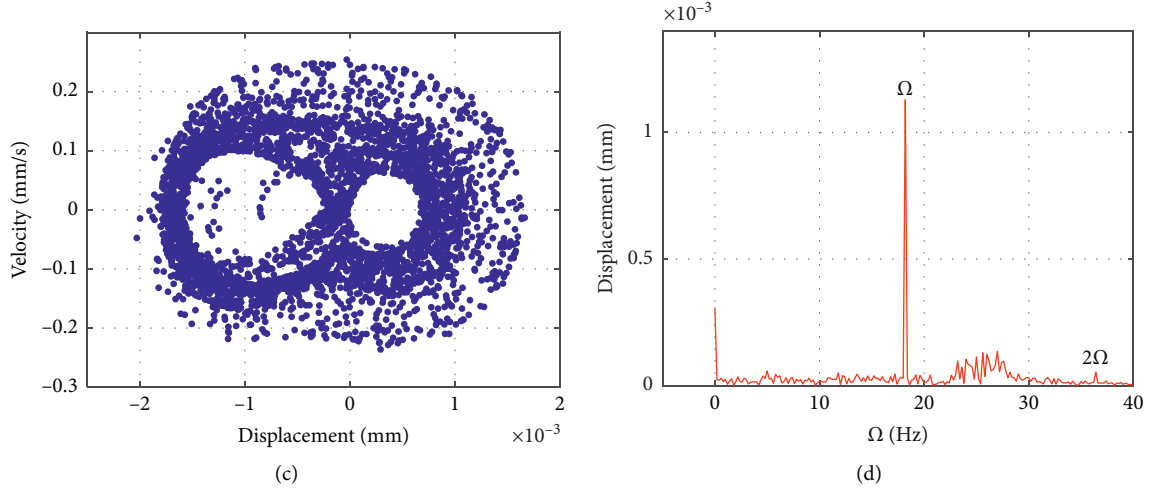 0.2
0.1
0
–0.1
–0.2
–0.3
Velocity (mm/s)
–2
–1
0
1
2
Displacement (mm)
×10–3
(c)
×10–3
1
0.5
0
Displacement (mm)
Ω
2Ω
0
10
20
30
40
Ω (Hz)
(d)